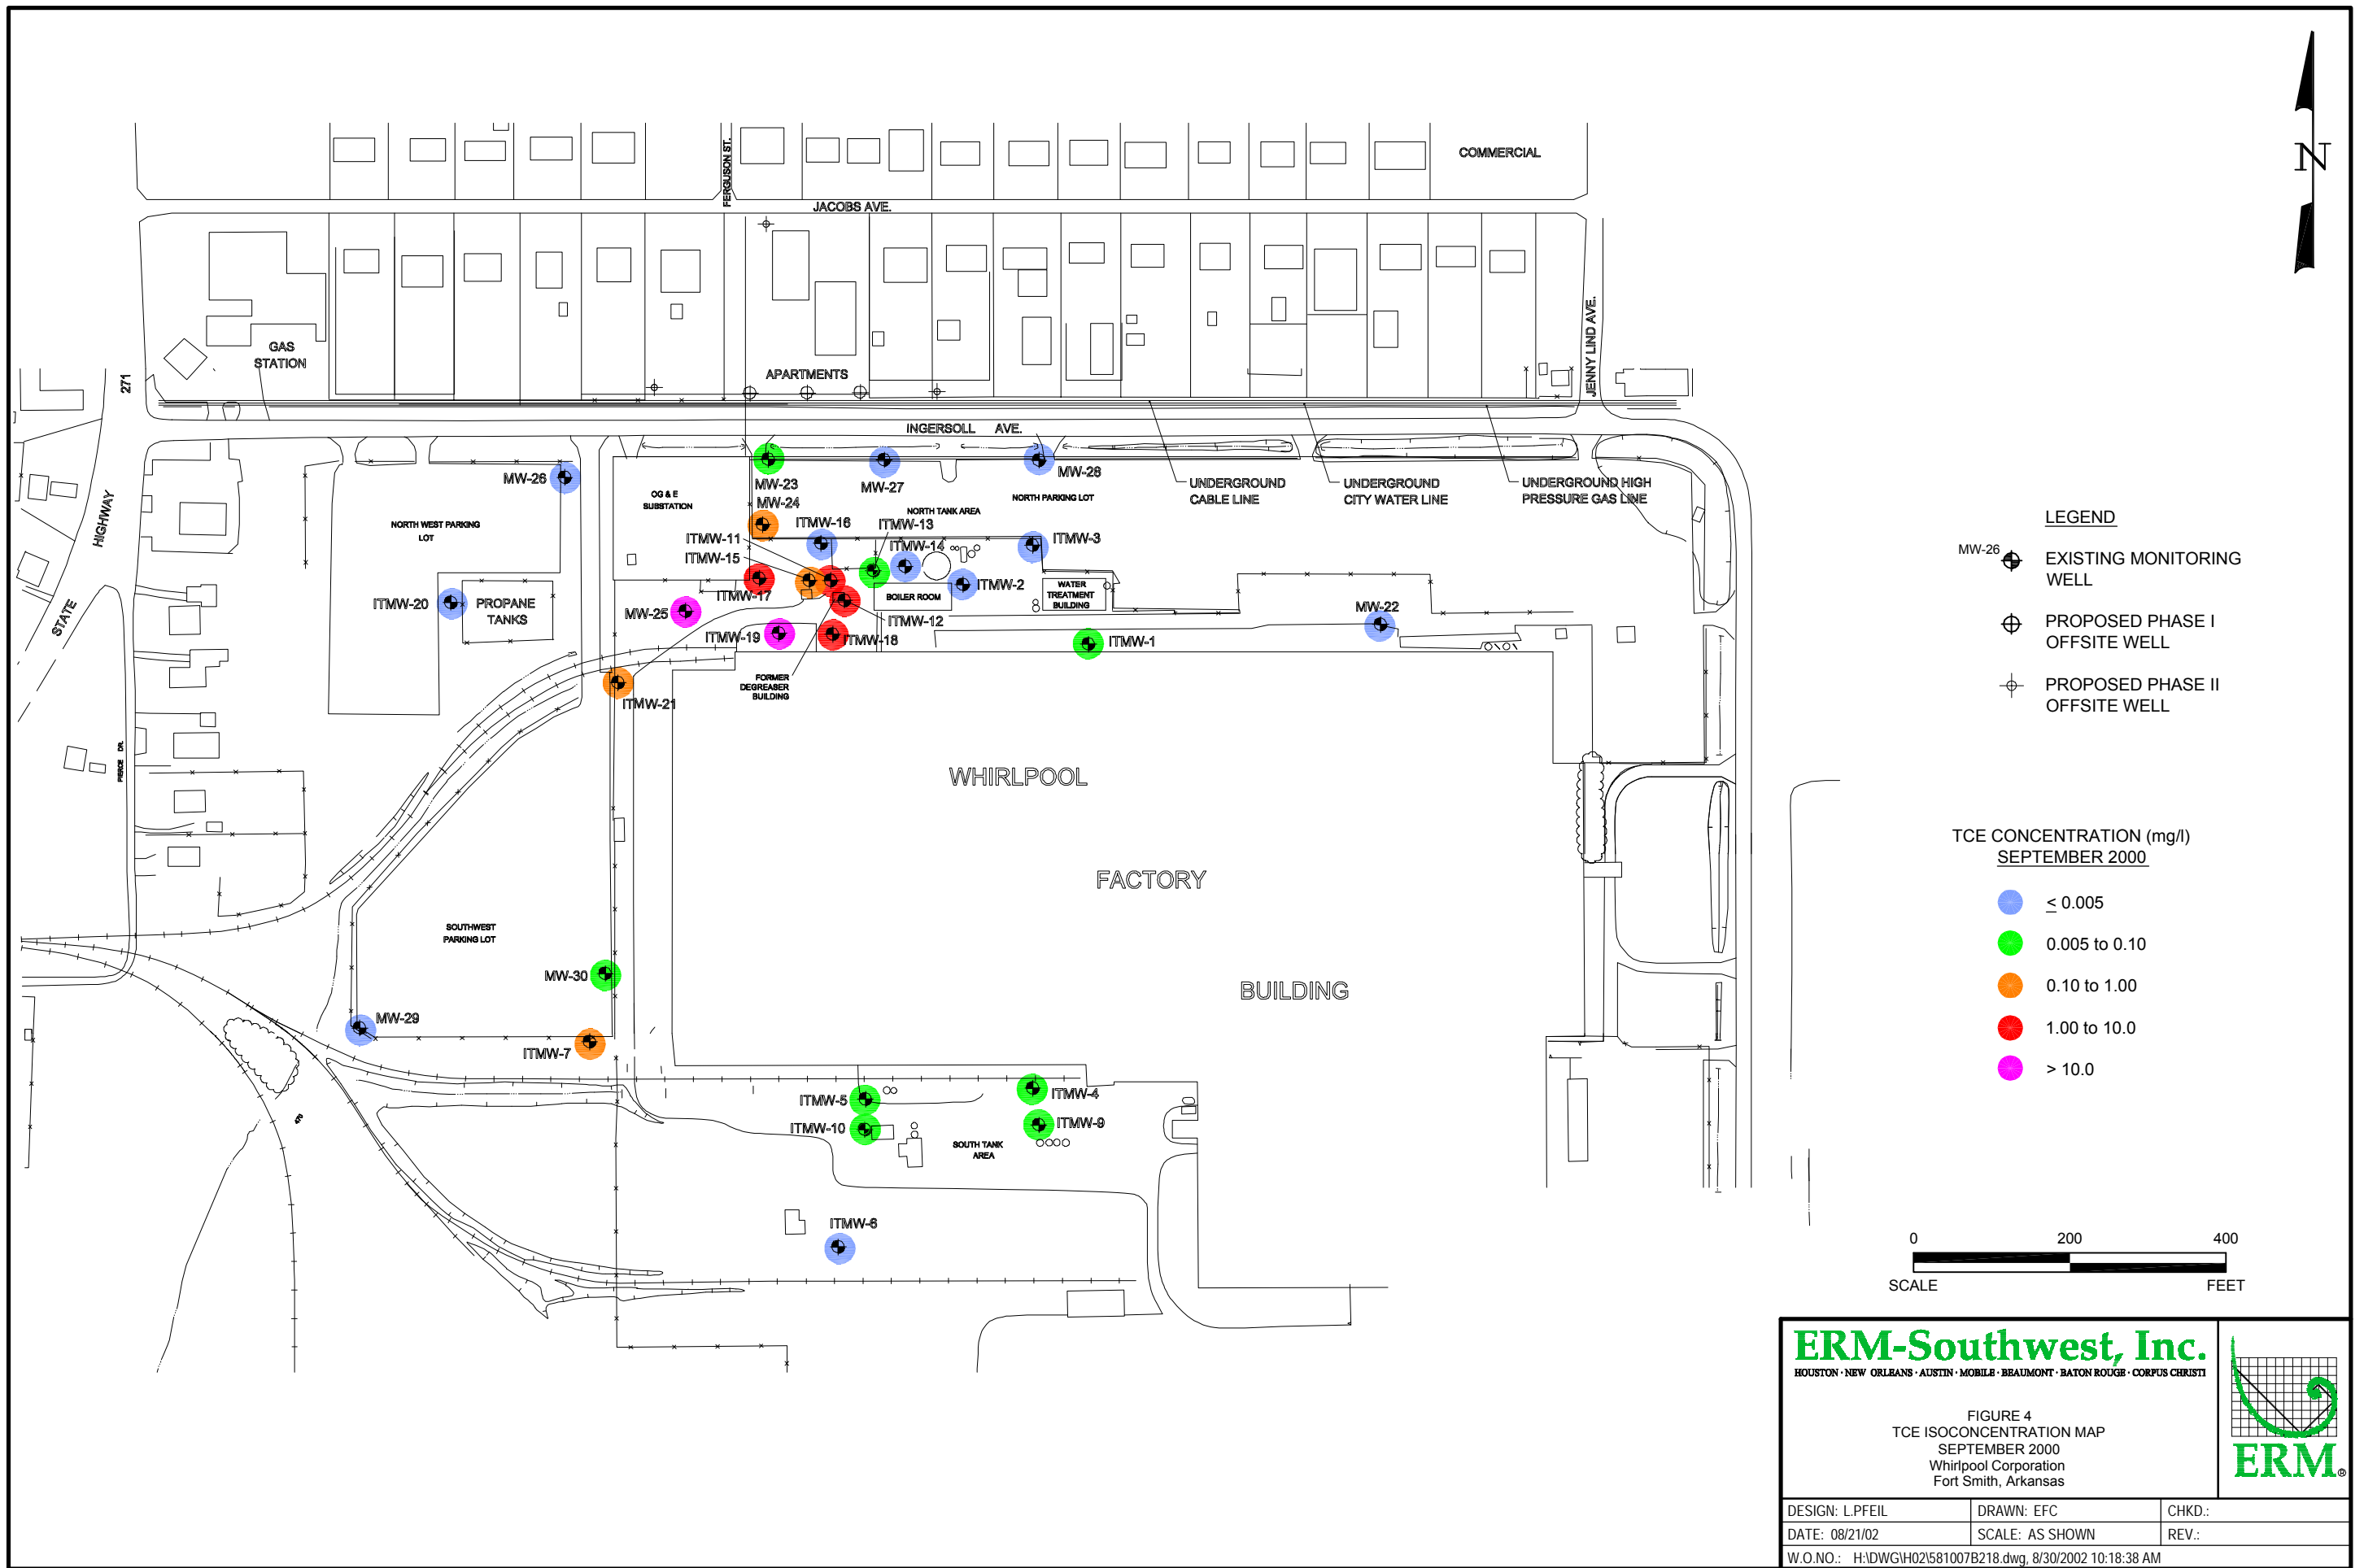 COMMERCIAL
FERGUSON ST.
JACOBS AVE.
N
GAS
STATION
APARTMENTS
JENNY LIND AVE.
271
INGERSOLL AVE.
STATE HIGHWAY
MW-26
MW-23
MW-24
MW-27
MW-28
OG & E
SUBSTATION
NORTH PARKING LOT
UNDERGROUND
CABLE LINE
UNDERGROUND
CITY WATER LINE
UNDERGROUND HIGH
PRESSURE GAS LINE
NORTH TANK AREA
NORTH WEST PARKING
LOT
ITMW-16
ITMW-13
ITMW-11
ITMW-15
ITMW-14
ITMW-3
ITMW-17
ITMW-2
ITMW-20
PROPANE
TANKS
MW-25
BOILER ROOM
WATER
TREATMENT
BUILDING
MW-22
ITMW-12
ITMW-19
ITMW-18
ITMW-1
FORMER
DEGREASER
BUILDING
ITMW-21
PIERCE DR.
WHIRLPOOL
FACTORY
BUILDING
SOUTHWEST
PARKING LOT
MW-30
MW-29
ITMW-7
ITMW-5
ITMW-4
ITMW-10
ITMW-9
SOUTH TANK
AREA
ITMW-6
LEGEND
MW-26
EXISTING MONITORING
WELL
PROPOSED PHASE I
OFFSITE WELL
PROPOSED PHASE II
OFFSITE WELL
TCE CONCENTRATION (mg/l)
SEPTEMBER 2000
≤ 0.005
0.005 to 0.10
0.10 to 1.00
1.00 to 10.0
> 10.0
0 200 400
SCALE FEET
ERM-Southwest, Inc.
HOUSTON · NEW ORLEANS · AUSTIN · MOBILE · BEAUMONT · BATON ROUGE · CORPUS CHRISTI
FIGURE 4
TCE ISOCONCENTRATION MAP
SEPTEMBER 2000
Whirlpool Corporation
Fort Smith, Arkansas
ERM®
DESIGN: L.PFEIL DRAWN: EFC CHKD.:
DATE: 08/21/02 SCALE: AS SHOWN REV.:
W.O.NO.: H:\DWG\H02\581007B218.dwg, 8/30/2002 10:18:38 AM